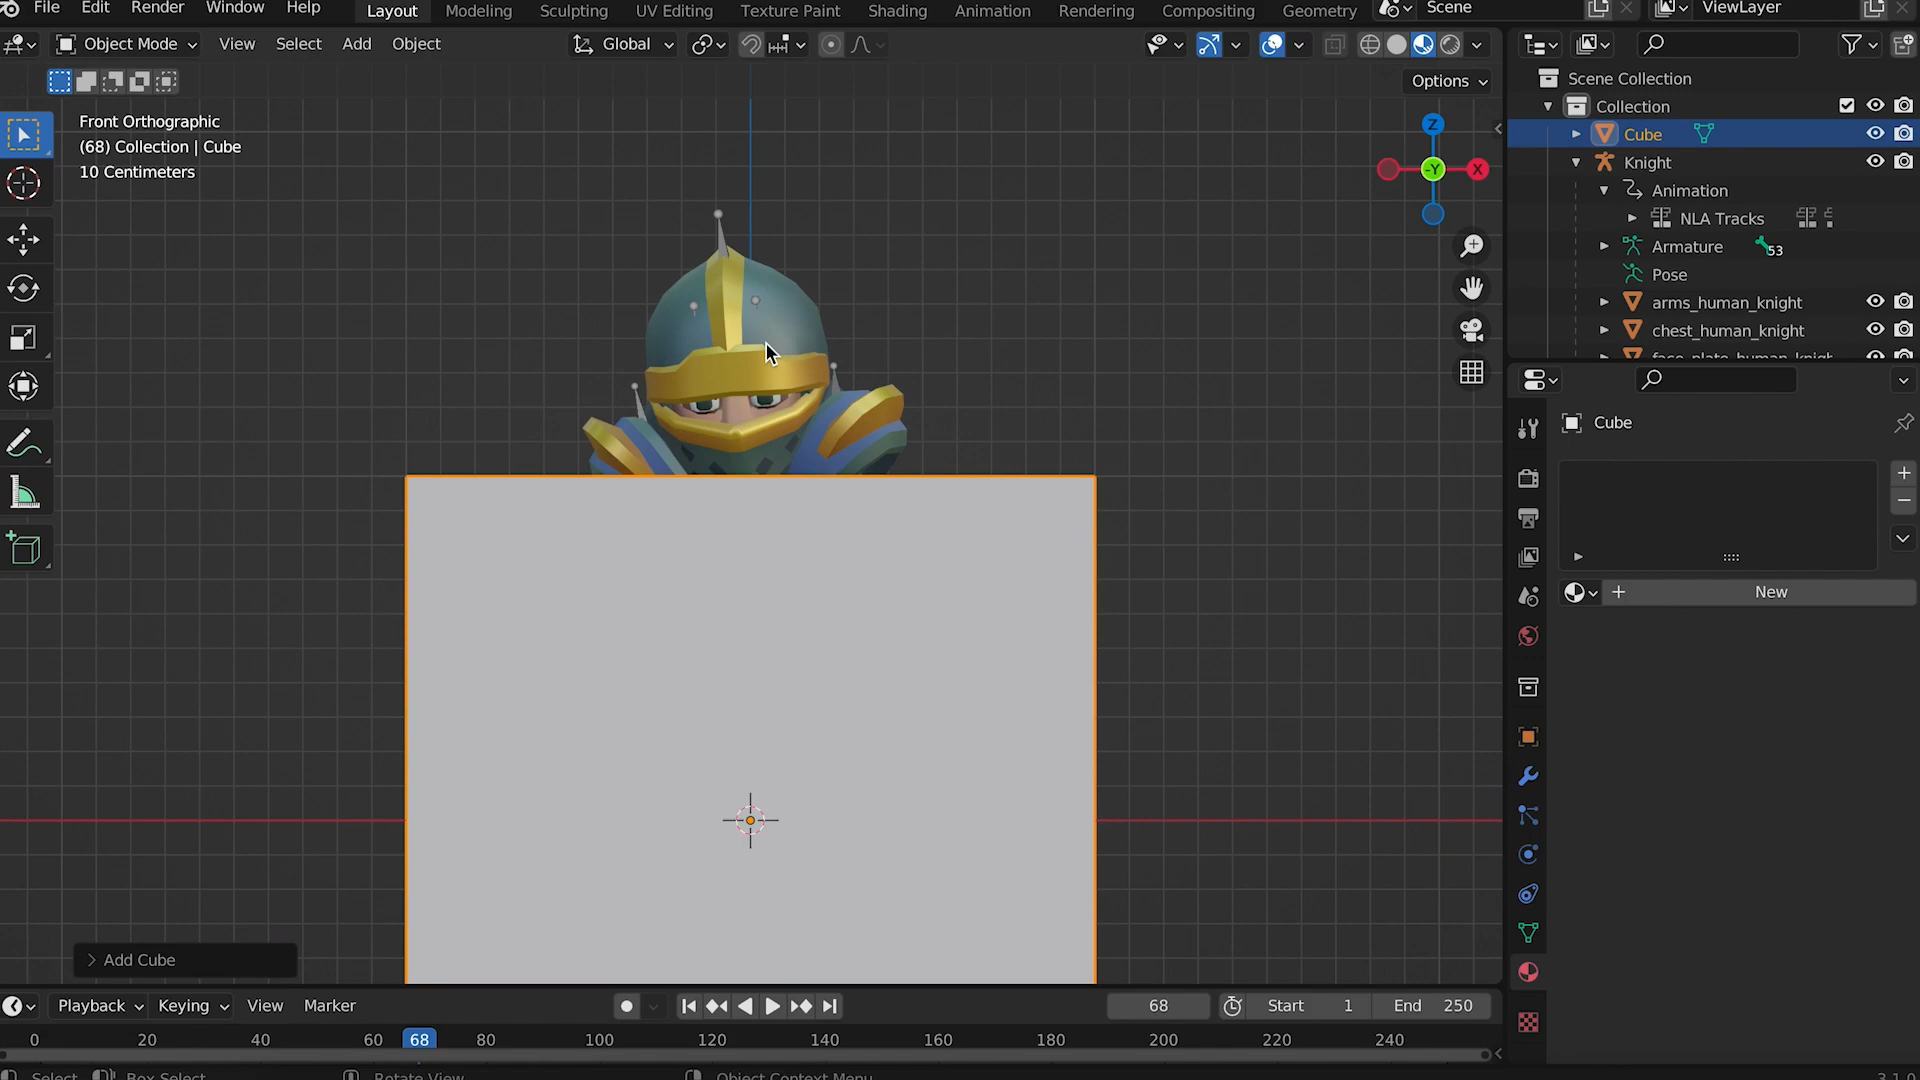 File Edit Render Window Help Layout Modeling Sculpting UV Editing Texture Paint Shading Animation Rendering Compositing Geometry Scene ViewLayer
Object Mode View Select Add Object Global
Options
Front Orthographic
(68) Collection | Cube
10 Centimeters
Z
-Y X
Scene Collection
Collection
Cube
Knight
Animation
NLA Tracks
Armature 53
Pose
arms_human_knight
chest_human_knight
Cube
New
Add Cube
Playback Keying View Marker 68 Start 1 End 250
0 20 40 60 68 80 100 120 140 160 180 200 220 240
Select Box Select Rotate View Object Context Menu 3.1.0